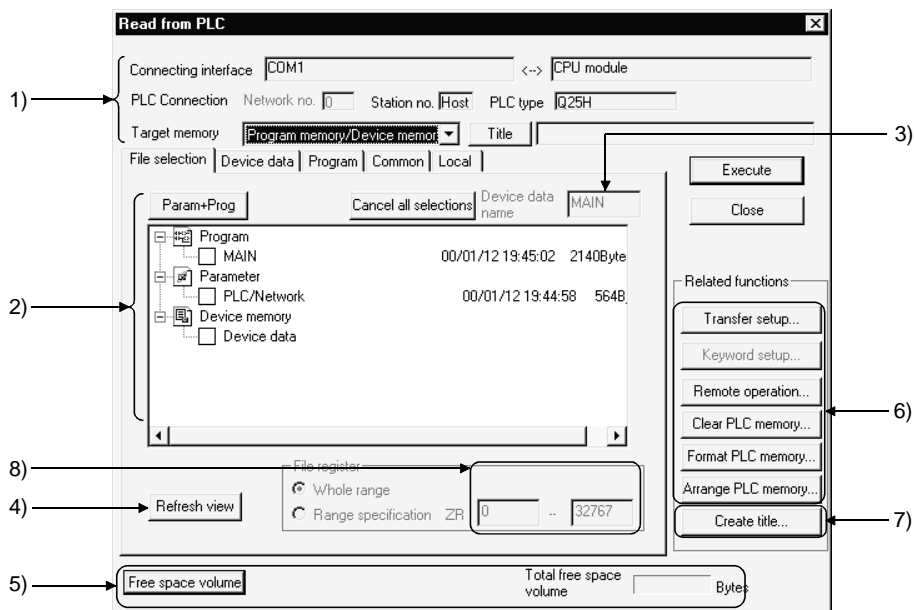 Read from PLC
1)
Connecting interface COM1 <--> CPU module
PLC Connection Network no. 0 Station no. Host PLC type Q25H
Target memory Program memory/Device memor Title
3)
File selection Device data Program Common Local
Execute
Close
2)
Param+Prog Cancel all selections Device data name MAIN
Program
MAIN 00/01/12 19:45:02 2140Byte
Parameter
PLC/Network 00/01/12 19:44:58 564B
Device memory
Device data
Related functions
Transfer setup...
Keyword setup...
Remote operation...
Clear PLC memory...
Format PLC memory...
Arrange PLC memory...
6)
Create title...
7)
8)
File register
Whole range
Range specification ZR 0 -- 32767
4)
Refresh view
5)
Free space volume
Total free space volume Bytes